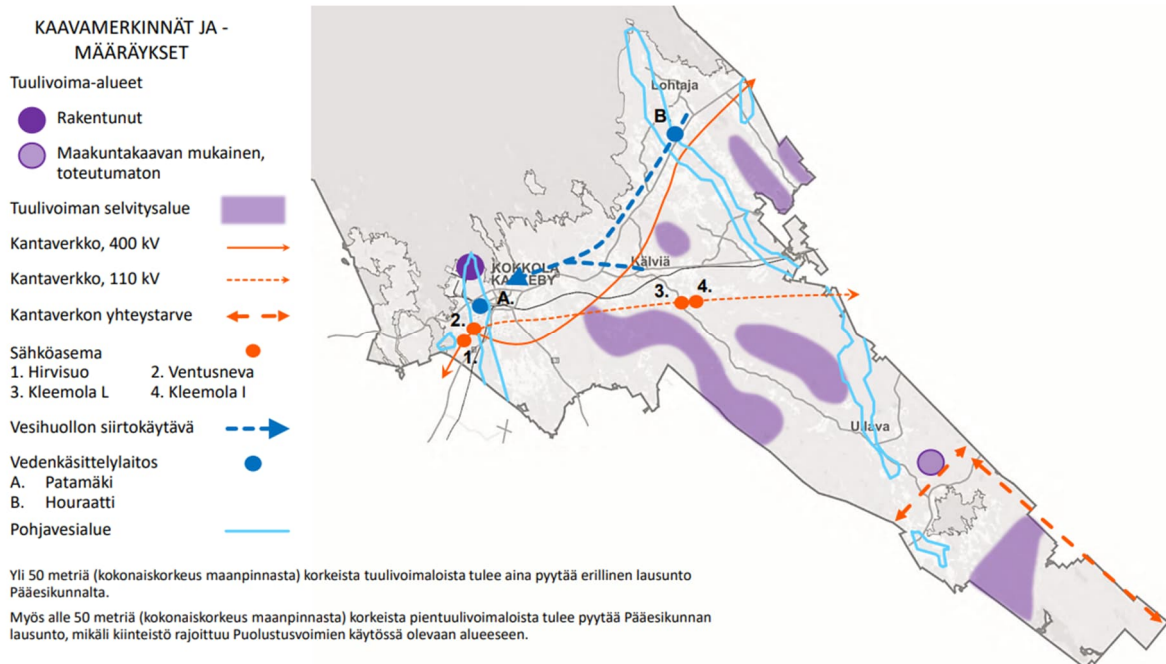 KAAVAMERKINNÄT JA -
MÄÄRÄYKSET
Tuulivoima-alueet
Rakentunut
Maakuntakaavan mukainen,
toteutumaton
Tuulivoiman selvitysalue
Kantaverkko, 400 kV
Kantaverkko, 110 kV
Kantaverkon yhteystarve
Sähköasema
1. Hirvisuo 2. Ventusneva
3. Kleemola L 4. Kleemola I
Vesihuollon siirtokäytävä
Vedenkäsittelylaitos
A. Patamäki
B. Houraatti
Pohjavesialue
Yli 50 metriä (kokonaiskorkeus maanpinnasta) korkeista tuulivoimaloista tulee aina pyytää erillinen lausunto
Pääesikunnalta.
Myös alle 50 metriä (kokonaiskorkeus maanpinnasta) korkeista pientuulivoimaloista tulee pyytää Pääesikunnan
lausunto, mikäli kiinteistö rajoittuu Puolustusvoimien käytössä olevaan alueeseen.
Lohtaja
B
Kälviä
KOKKOLA
A.
3. 4.
2.
1.
Ullava